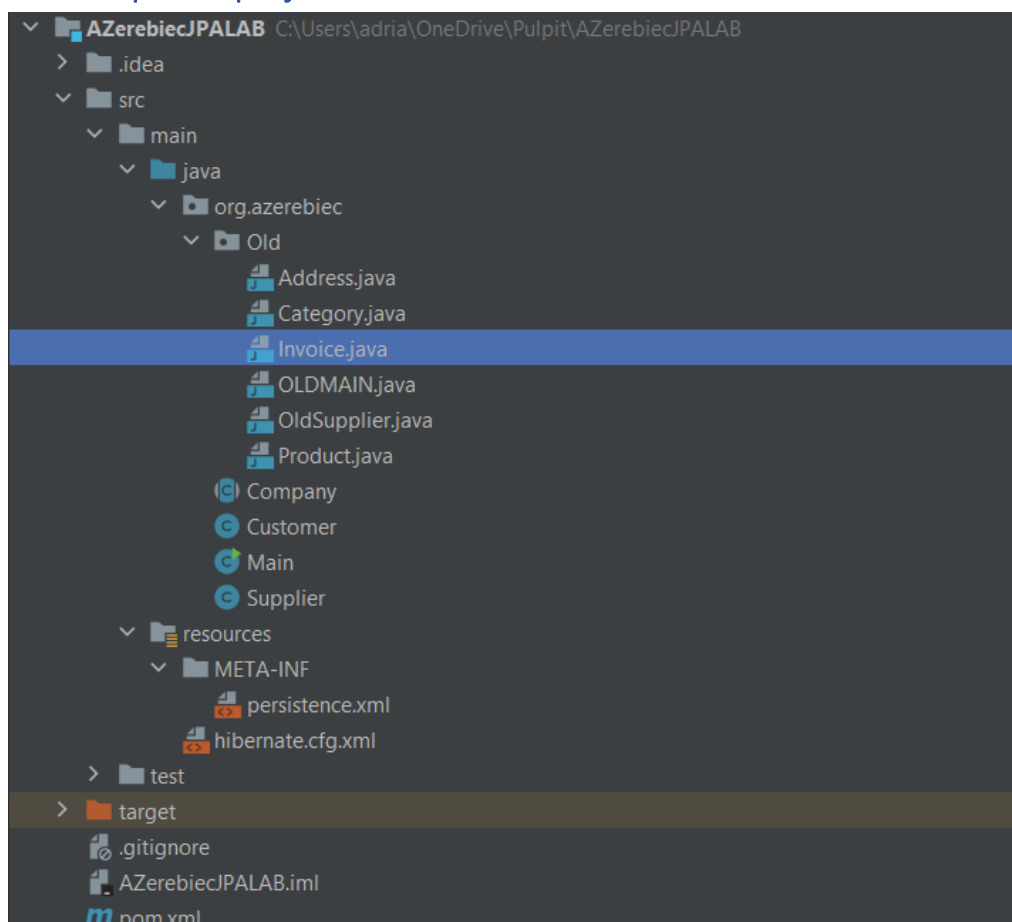 AZerebiecJPALAB C:\Users\adria\OneDrive\Pulpit\AZerebiecJPALAB
.idea
src
main
java
org.azerebiec
Old
Address.java
Category.java
Invoice.java
OLDMAIN.java
OldSupplier.java
Product.java
Company
Customer
Main
Supplier
resources
META-INF
persistence.xml
hibernate.cfg.xml
test
target
.gitignore
AZerebiecJPALAB.iml
pom.xml